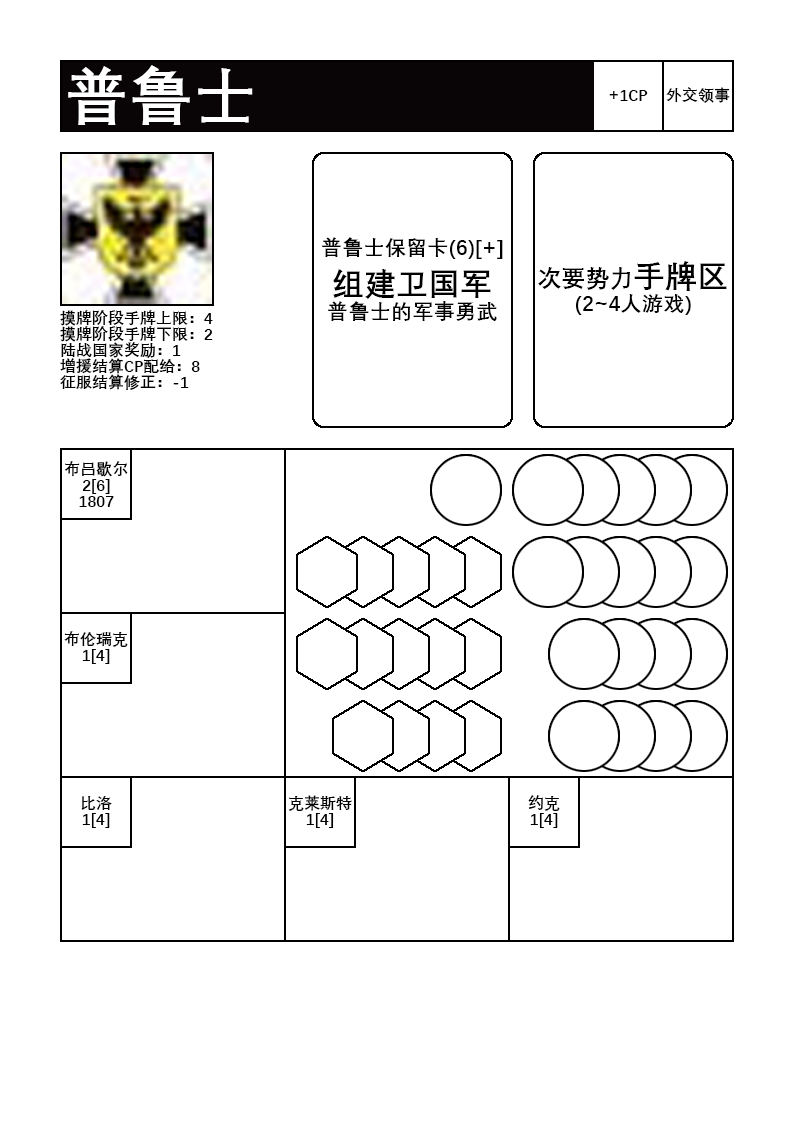 普鲁士
+1CP
外交领事
摸牌阶段手牌上限：4
摸牌阶段手牌下限：2
陆战国家奖励：1
增援结算CP配给：8
征服结算修正：-1
普鲁士保留卡(6)[+]
组建卫国军
普鲁士的军事勇武
次要势力手牌区
(2~4人游戏)
布吕歇尔
2[6]
1807
布伦瑞克
1[4]
比洛
1[4]
克莱斯特
1[4]
约克
1[4]